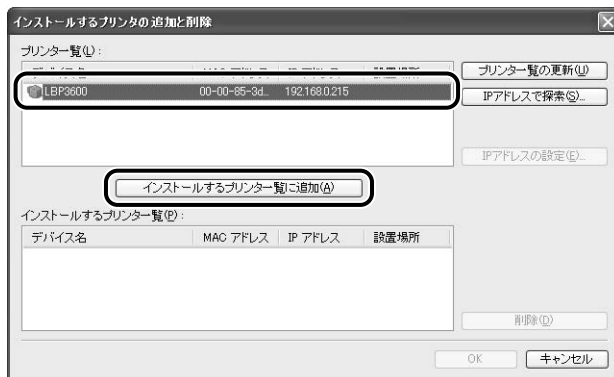 インストールするプリンタの追加と削除
プリンタ一覧(L):
LBP3600 00-00-85-3d... 192.168.0.215
プリンタ一覧の更新(U)
IPアドレスで探索(S)...
IPアドレスの設定(E)...
インストールするプリンタ一覧に追加(A)
インストールするプリンタ一覧(P):
デバイス名 MAC アドレス IP アドレス 設置場所
削除(D)
OK キャンセル